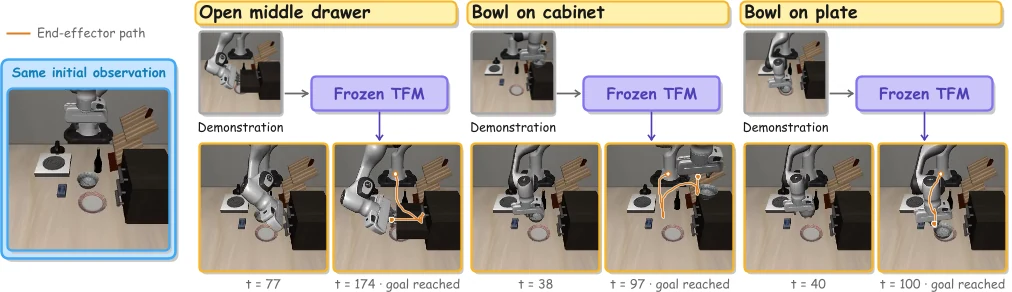 End-effector path
Same initial observation
Open middle drawer
Demonstration
Frozen TFM
t = 77
t = 174 · goal reached
Bowl on cabinet
Demonstration
Frozen TFM
t = 38
t = 97 · goal reached
Bowl on plate
Demonstration
Frozen TFM
t = 40
t = 100 · goal reached